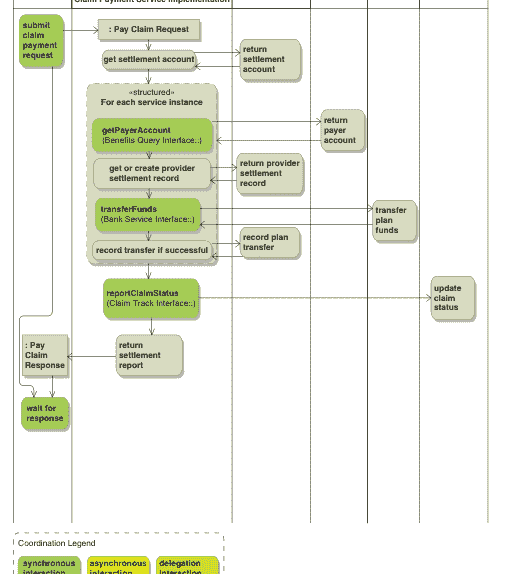 Claim Payment Service Implementation
submit
claim
payment
request
: Pay Claim Request
get settlement account
return
settlement
account
«structured»
For each service instance
getPayerAccount
(Benefits Query Interface::)
return
payer
account
get or create provider
settlement record
return provider
settlement
record
transferFunds
(Bank Service Interface::)
transfer
plan
funds
record transfer if successful
record plan
transfer
reportClaimStatus
(Claim Track Interface::)
update
claim
status
: Pay
Claim
Response
return
settlement
report
wait for
response
Coordination Legend
synchronous
interaction
asynchronous
interaction
delegation
interaction